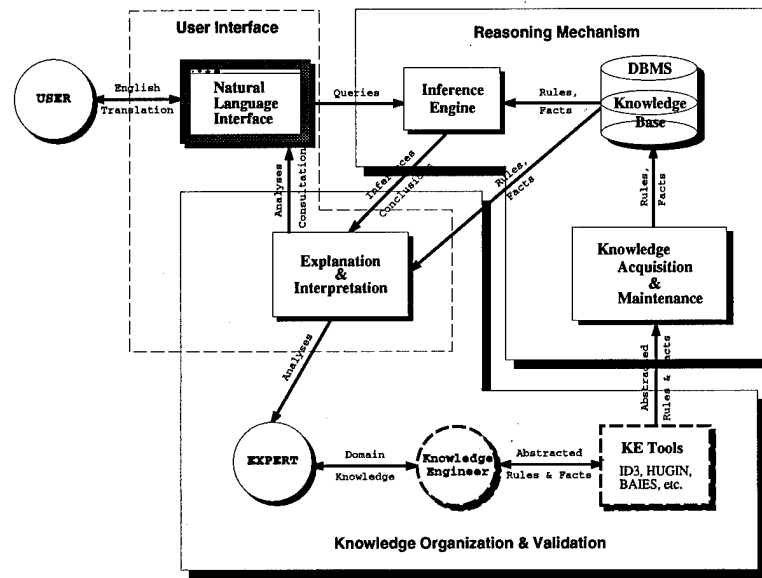 User Interface
Reasoning Mechanism
DBMS
USER
English
Translation
Natural
Language
Interface
Queries
Inference
Engine
Rules,
Facts
Knowledge
Base
Analyses
Consultation
Inferences
Conclusions
Rules,
Facts
Rules,
Facts
Explanation
&
Interpretation
Knowledge
Acquisition
&
Maintenance
Analyses
Abstracted
Rules & Facts
EXPERT
Domain
Knowledge
Knowledge
Engineer
Abstracted
Rules & Facts
KE Tools
ID3, HUGIN,
BAIES, etc.
Knowledge Organization & Validation